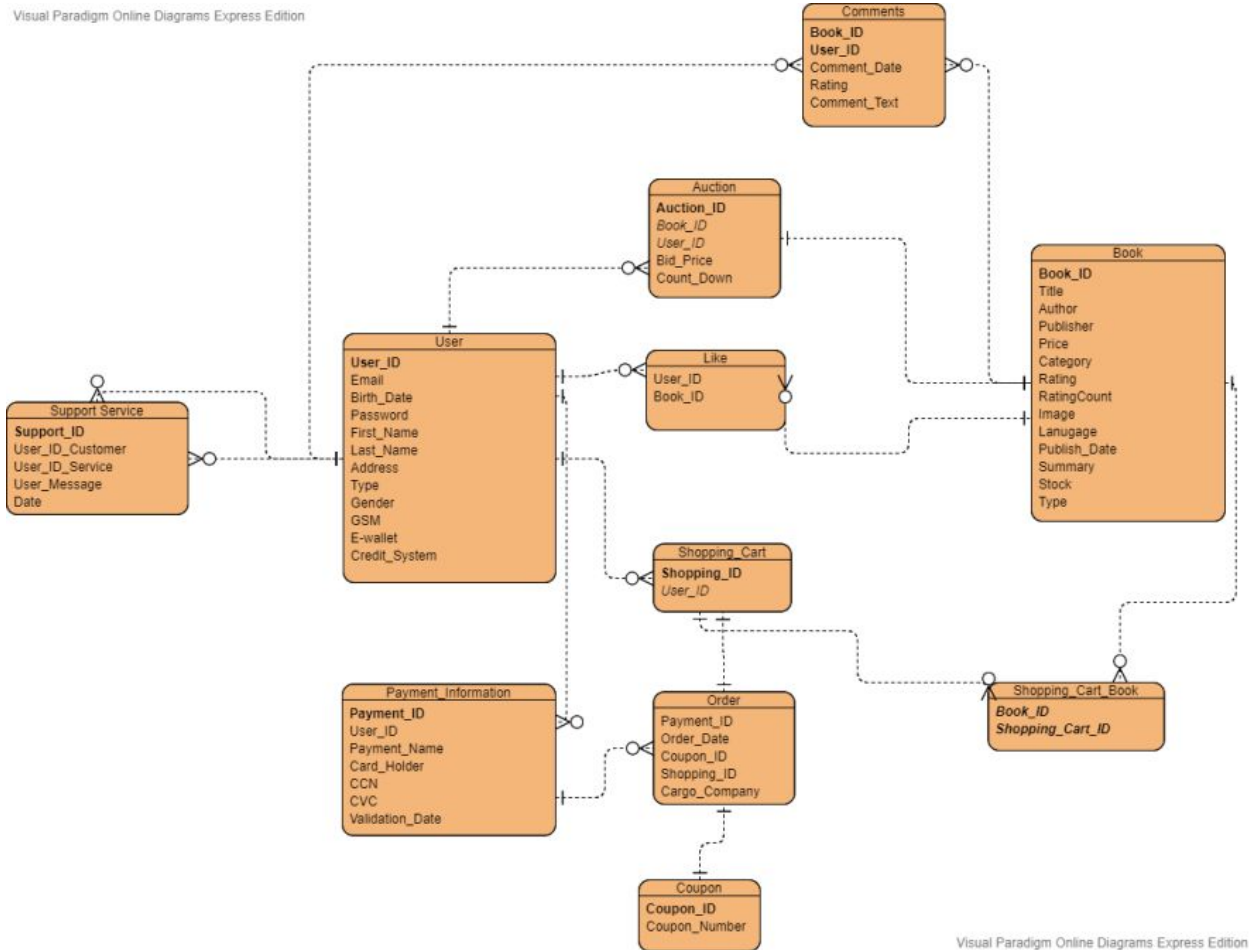 Visual Paradigm Online Diagrams Express Edition
Comments
Book_ID
User_ID
Comment_Date
Rating
Comment_Text
Auction
Auction_ID
Book_ID
User_ID
Bid_Price
Count_Down
Book
Book_ID
Title
Author
Publisher
Price
Category
Rating
RatingCount
Image
Lanugage
Publish_Date
Summary
Stock
Type
User
User_ID
Email
Birth_Date
Password
First_Name
Last_Name
Address
Type
Gender
GSM
E-wallet
Credit_System
Like
User_ID
Book_ID
Support Service
Support_ID
User_ID_Customer
User_ID_Service
User_Message
Date
Shopping_Cart
Shopping_ID
User_ID
Payment_Information
Payment_ID
User_ID
Payment_Name
Card_Holder
CCN
CVC
Validation_Date
Order
Payment_ID
Order_Date
Coupon_ID
Shopping_ID
Cargo_Company
Shopping_Cart_Book
Book_ID
Shopping_Cart_ID
Coupon
Coupon_ID
Coupon_Number
Visual Paradigm Online Diagrams Express Edition